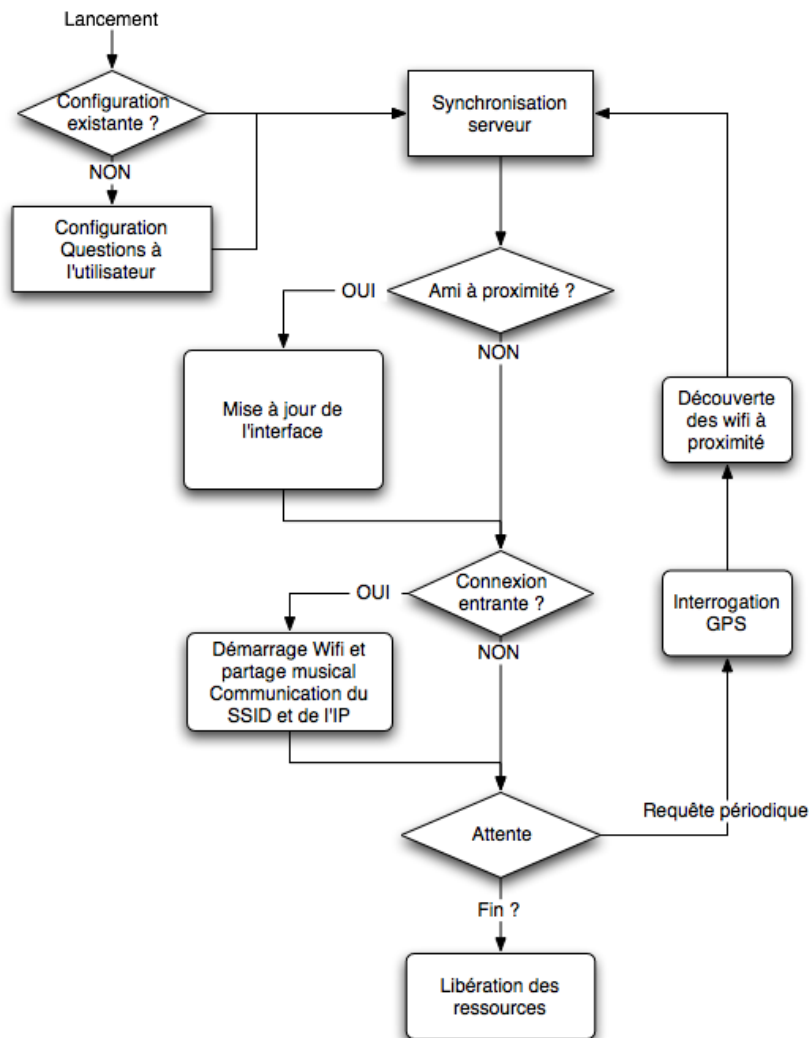 Lancement
Configuration
existante ?
NON
Configuration
Questions à
l'utilisateur
Synchronisation
serveur
Ami à proximité ?
OUI
NON
Mise à jour de
l'interface
Découverte
des wifi à
proximité
Connexion
entrante ?
OUI
NON
Interrogation
GPS
Démarrage Wifi et
partage musical
Communication du
SSID et de l'IP
Attente
Requête périodique
Fin ?
Libération des
ressources